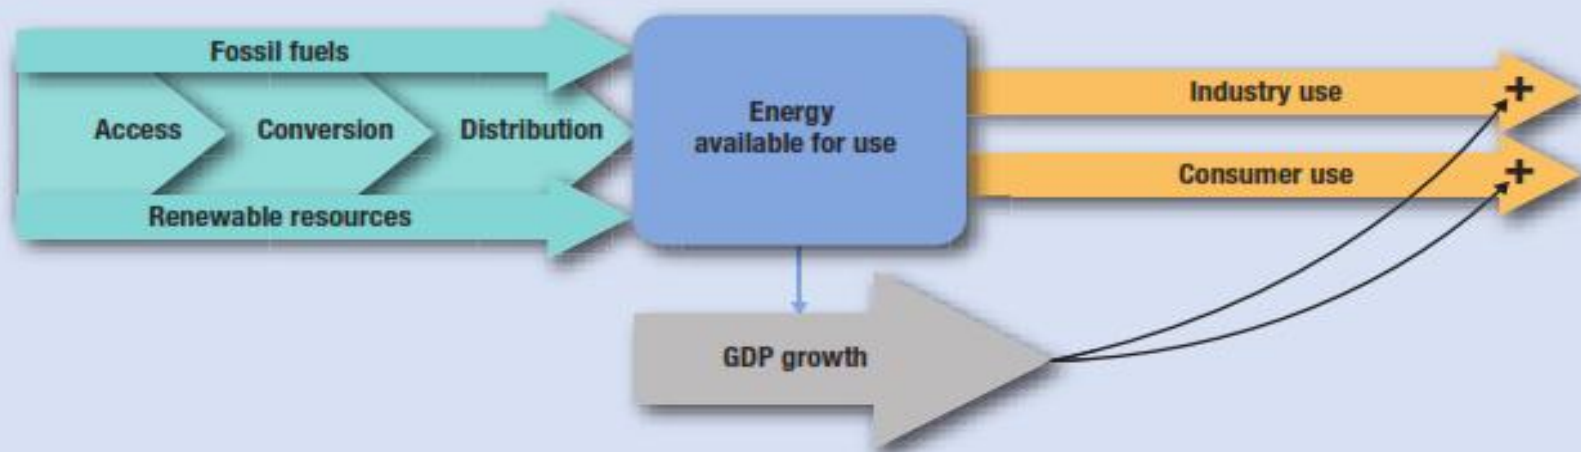 Fossil fuels
Access
Conversion
Distribution
Renewable resources
Energy
available for use
Industry use
+
Consumer use
+
GDP growth